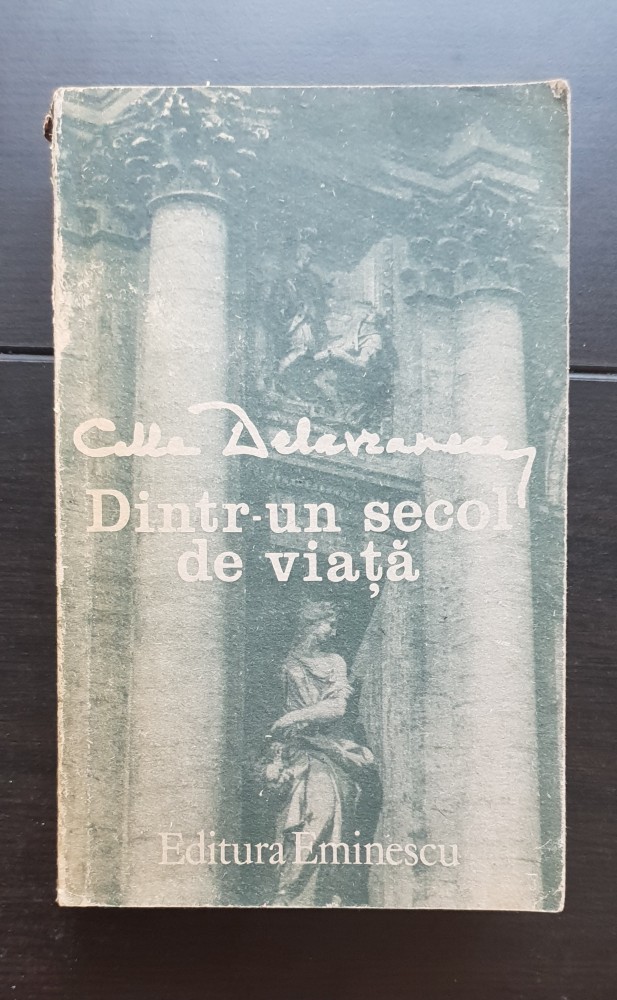 Cella Delavrancea
Dintr-un secol
de viață
Editura Eminescu